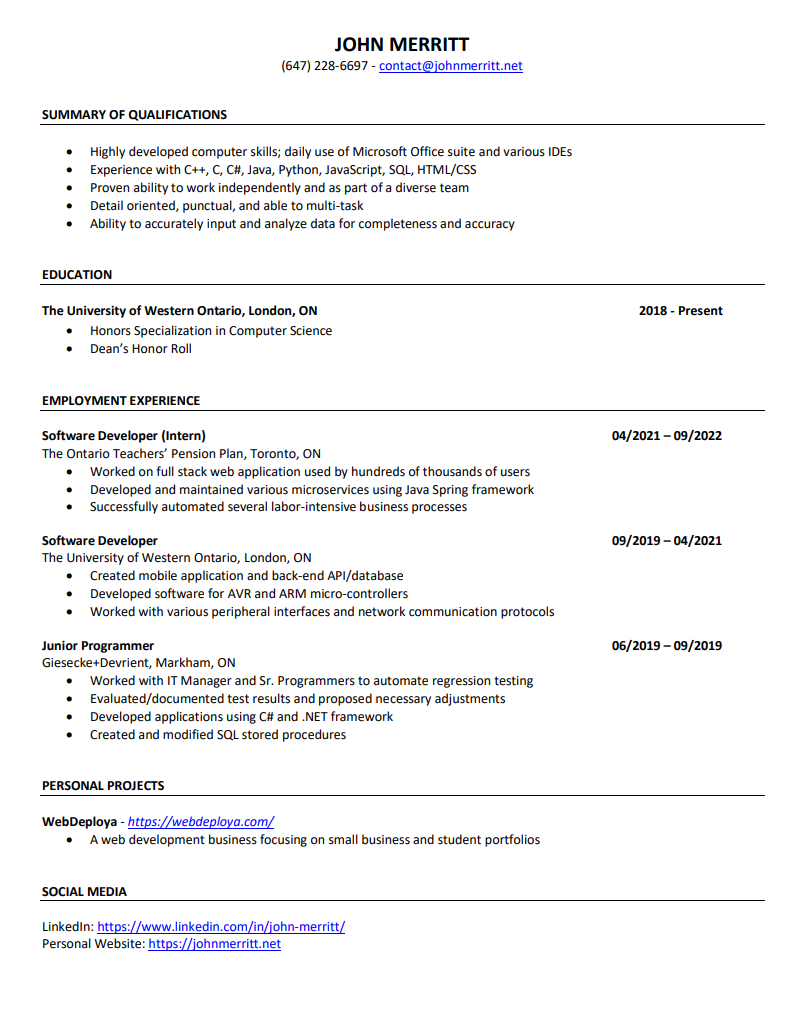 JOHN MERRITT
(647) 228-6697 - contact@johnmerritt.net
SUMMARY OF QUALIFICATIONS
• Highly developed computer skills; daily use of Microsoft Office suite and various IDEs
• Experience with C++, C, C#, Java, Python, JavaScript, SQL, HTML/CSS
• Proven ability to work independently and as part of a diverse team
• Detail oriented, punctual, and able to multi-task
• Ability to accurately input and analyze data for completeness and accuracy
EDUCATION
The University of Western Ontario, London, ON 2018 - Present
• Honors Specialization in Computer Science
• Dean’s Honor Roll
EMPLOYMENT EXPERIENCE
Software Developer (Intern) 04/2021 – 09/2022
The Ontario Teachers’ Pension Plan, Toronto, ON
• Worked on full stack web application used by hundreds of thousands of users
• Developed and maintained various microservices using Java Spring framework
• Successfully automated several labor-intensive business processes
Software Developer 09/2019 – 04/2021
The University of Western Ontario, London, ON
• Created mobile application and back-end API/database
• Developed software for AVR and ARM micro-controllers
• Worked with various peripheral interfaces and network communication protocols
Junior Programmer 06/2019 – 09/2019
Giesecke+Devrient, Markham, ON
• Worked with IT Manager and Sr. Programmers to automate regression testing
• Evaluated/documented test results and proposed necessary adjustments
• Developed applications using C# and .NET framework
• Created and modified SQL stored procedures
PERSONAL PROJECTS
WebDeploya - https://webdeploya.com/
• A web development business focusing on small business and student portfolios
SOCIAL MEDIA
LinkedIn: https://www.linkedin.com/in/john-merritt/
Personal Website: https://johnmerritt.net